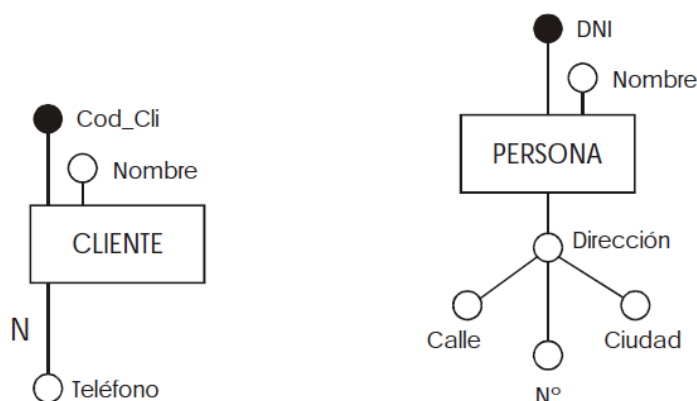 Cod_Cli
Nombre
CLIENTE
N
Teléfono
DNI
Nombre
PERSONA
Dirección
Calle
Ciudad
Nº